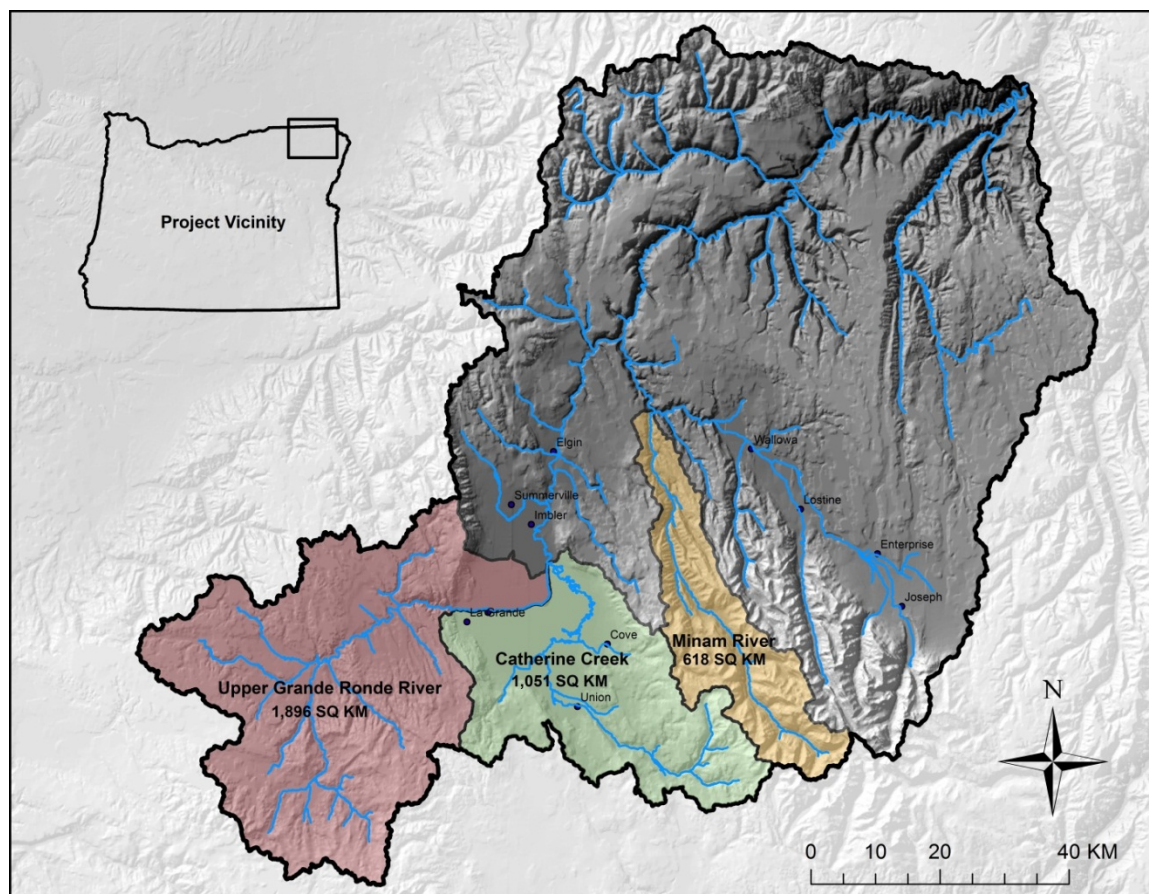 Project Vicinity
Elgin
Wallowa
Summerville
Lostine
Imbler
Enterprise
Joseph
La Grande
Cove
Minam River
618 SQ KM
Catherine Creek
1,051 SQ KM
Upper Grande Ronde River
1,896 SQ KM
Union
N
0 10 20 40 KM